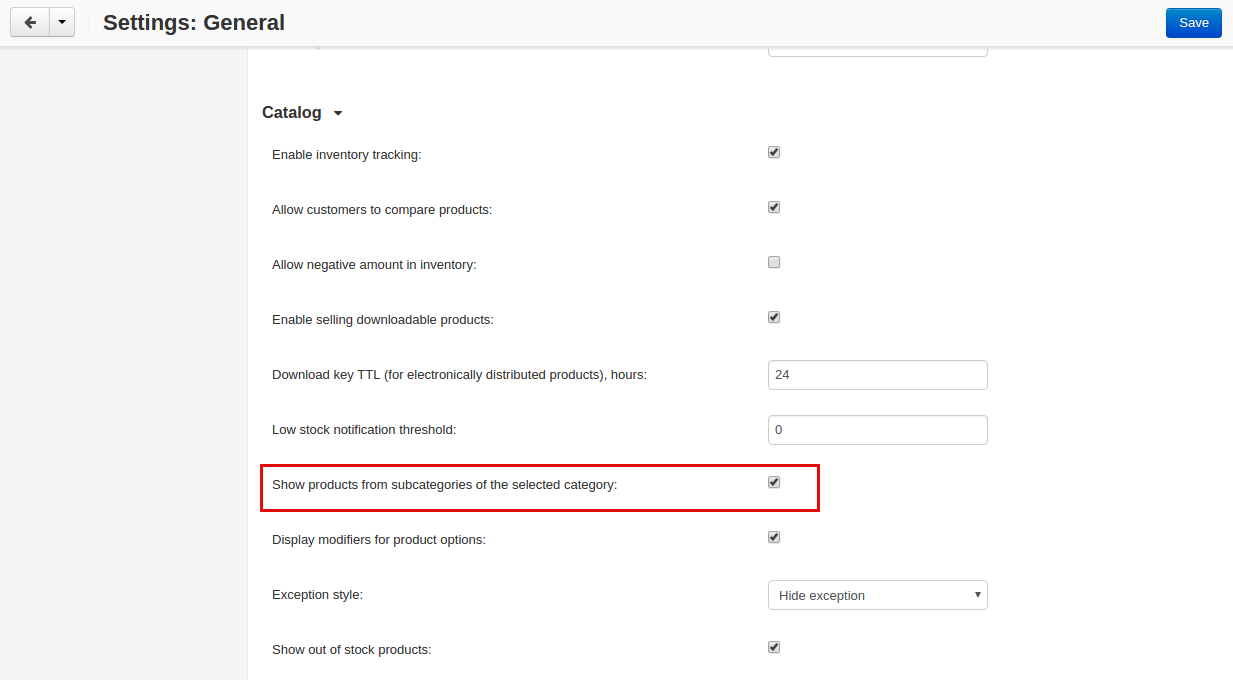 Settings: General
Save
Catalog
Enable inventory tracking:
Allow customers to compare products:
Allow negative amount in inventory:
Enable selling downloadable products:
Download key TTL (for electronically distributed products), hours:
24
Low stock notification threshold:
0
Show products from subcategories of the selected category:
Display modifiers for product options:
Exception style:
Hide exception
Show out of stock products: